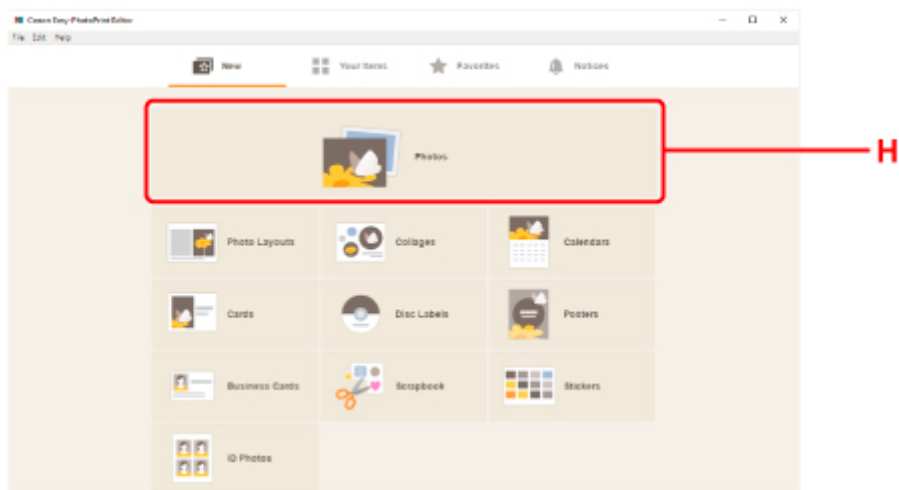 Canon Easy-PhotoPrint Editor
File Edit Help
New Your Items Favorites Notices
Photos
H
Photo Layouts Collages Calendars
Cards Disc Labels Posters
Business Cards Scrapbook Stickers
ID Photos